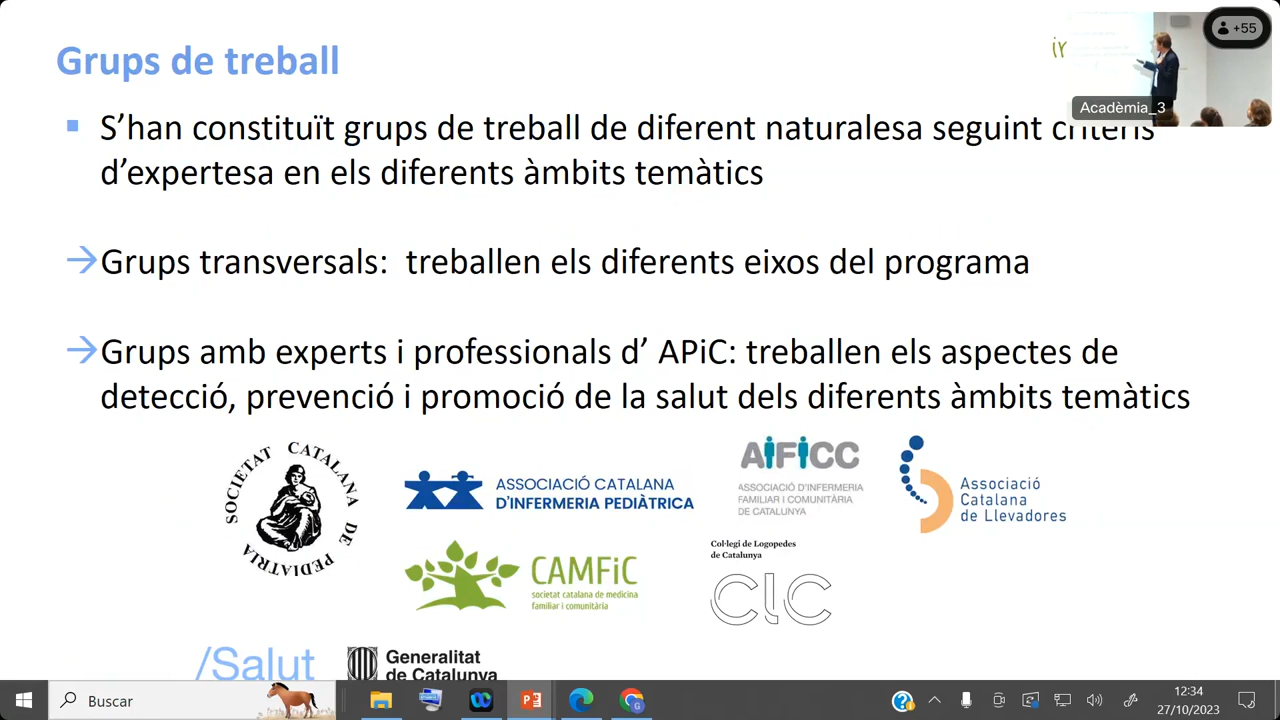 Grups de treball
+55
Acadèmia_3
S’han constituït grups de treball de diferent naturalesa seguint criteris
d’expertesa en els diferents àmbits temàtics
Grups transversals:  treballen els diferents eixos del programa
Grups amb experts i professionals d’ APiC: treballen els aspectes de
detecció, prevenció i promoció de la salut dels diferents àmbits temàtics
SOCIETAT CATALANA DE PEDIATRIA
ASSOCIACIÓ CATALANA
D'INFERMERIA PEDIÀTRICA
AIFICC
ASSOCIACIÓ D'INFERMERIA
FAMILIAR I COMUNITÀRIA
DE CATALUNYA
Associació
Catalana
de Llevadores
CAMFiC
societat catalana de medicina
familiar i comunitària
Col·legi de Logopedes
de Catalunya
CLC
/Salut
Generalitat
de Catalunya
Buscar
12:34
27/10/2023